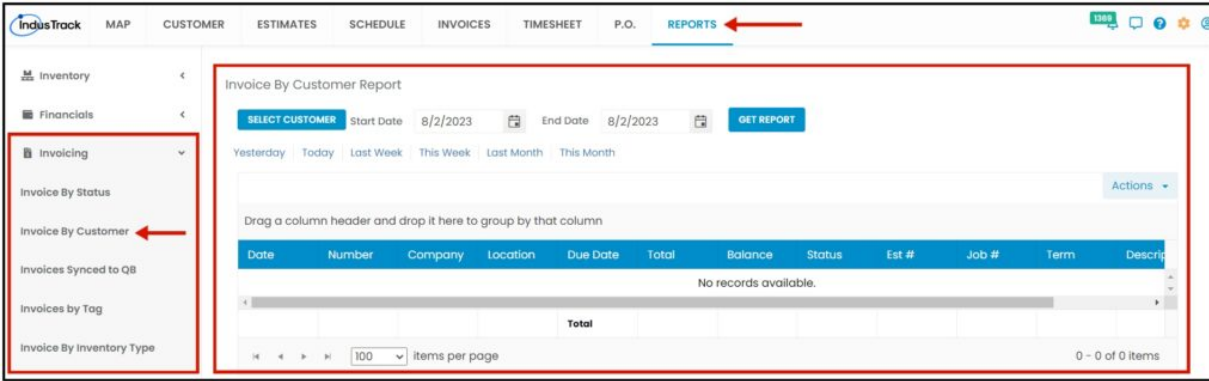 indusTrack MAP CUSTOMER ESTIMATES SCHEDULE INVOICES TIMESHEET P.O. REPORTS 1369
Inventory
Financials
Invoicing
Invoice By Status
Invoice By Customer
Invoices Synced to QB
Invoices by Tag
Invoice By Inventory Type
Invoice By Customer Report
SELECT CUSTOMER Start Date 8/2/2023 End Date 8/2/2023 GET REPORT
Yesterday Today Last Week This Week Last Month This Month
Actions
Drag a column header and drop it here to group by that column
Date Number Company Location Due Date Total Balance Status Est # Job # Term Descrip
No records available.
Total
100 items per page 0 - 0 of 0 items